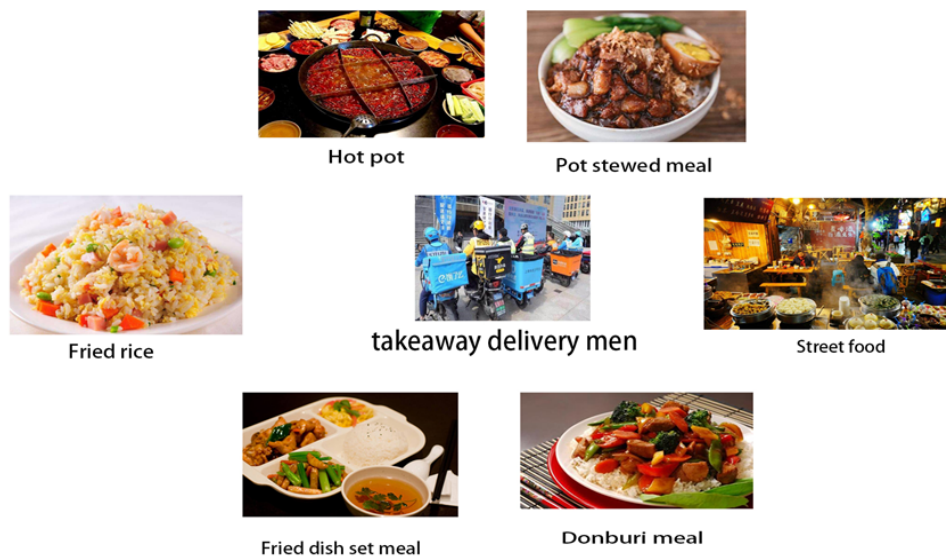 Hot pot
Pot stewed meal
Fried rice
takeaway delivery men
Street food
Fried dish set meal
Donburi meal